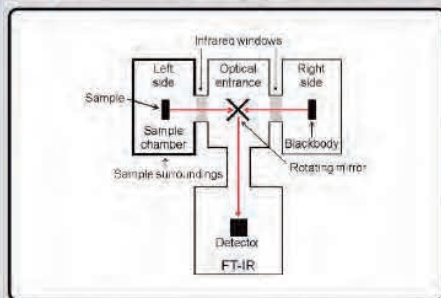 Infrared windows
Left side
Optical entrance
Right side
Sample
Sample chamber
Blackbody
Rotating mirror
Sample surroundings
Detector
FT-IR